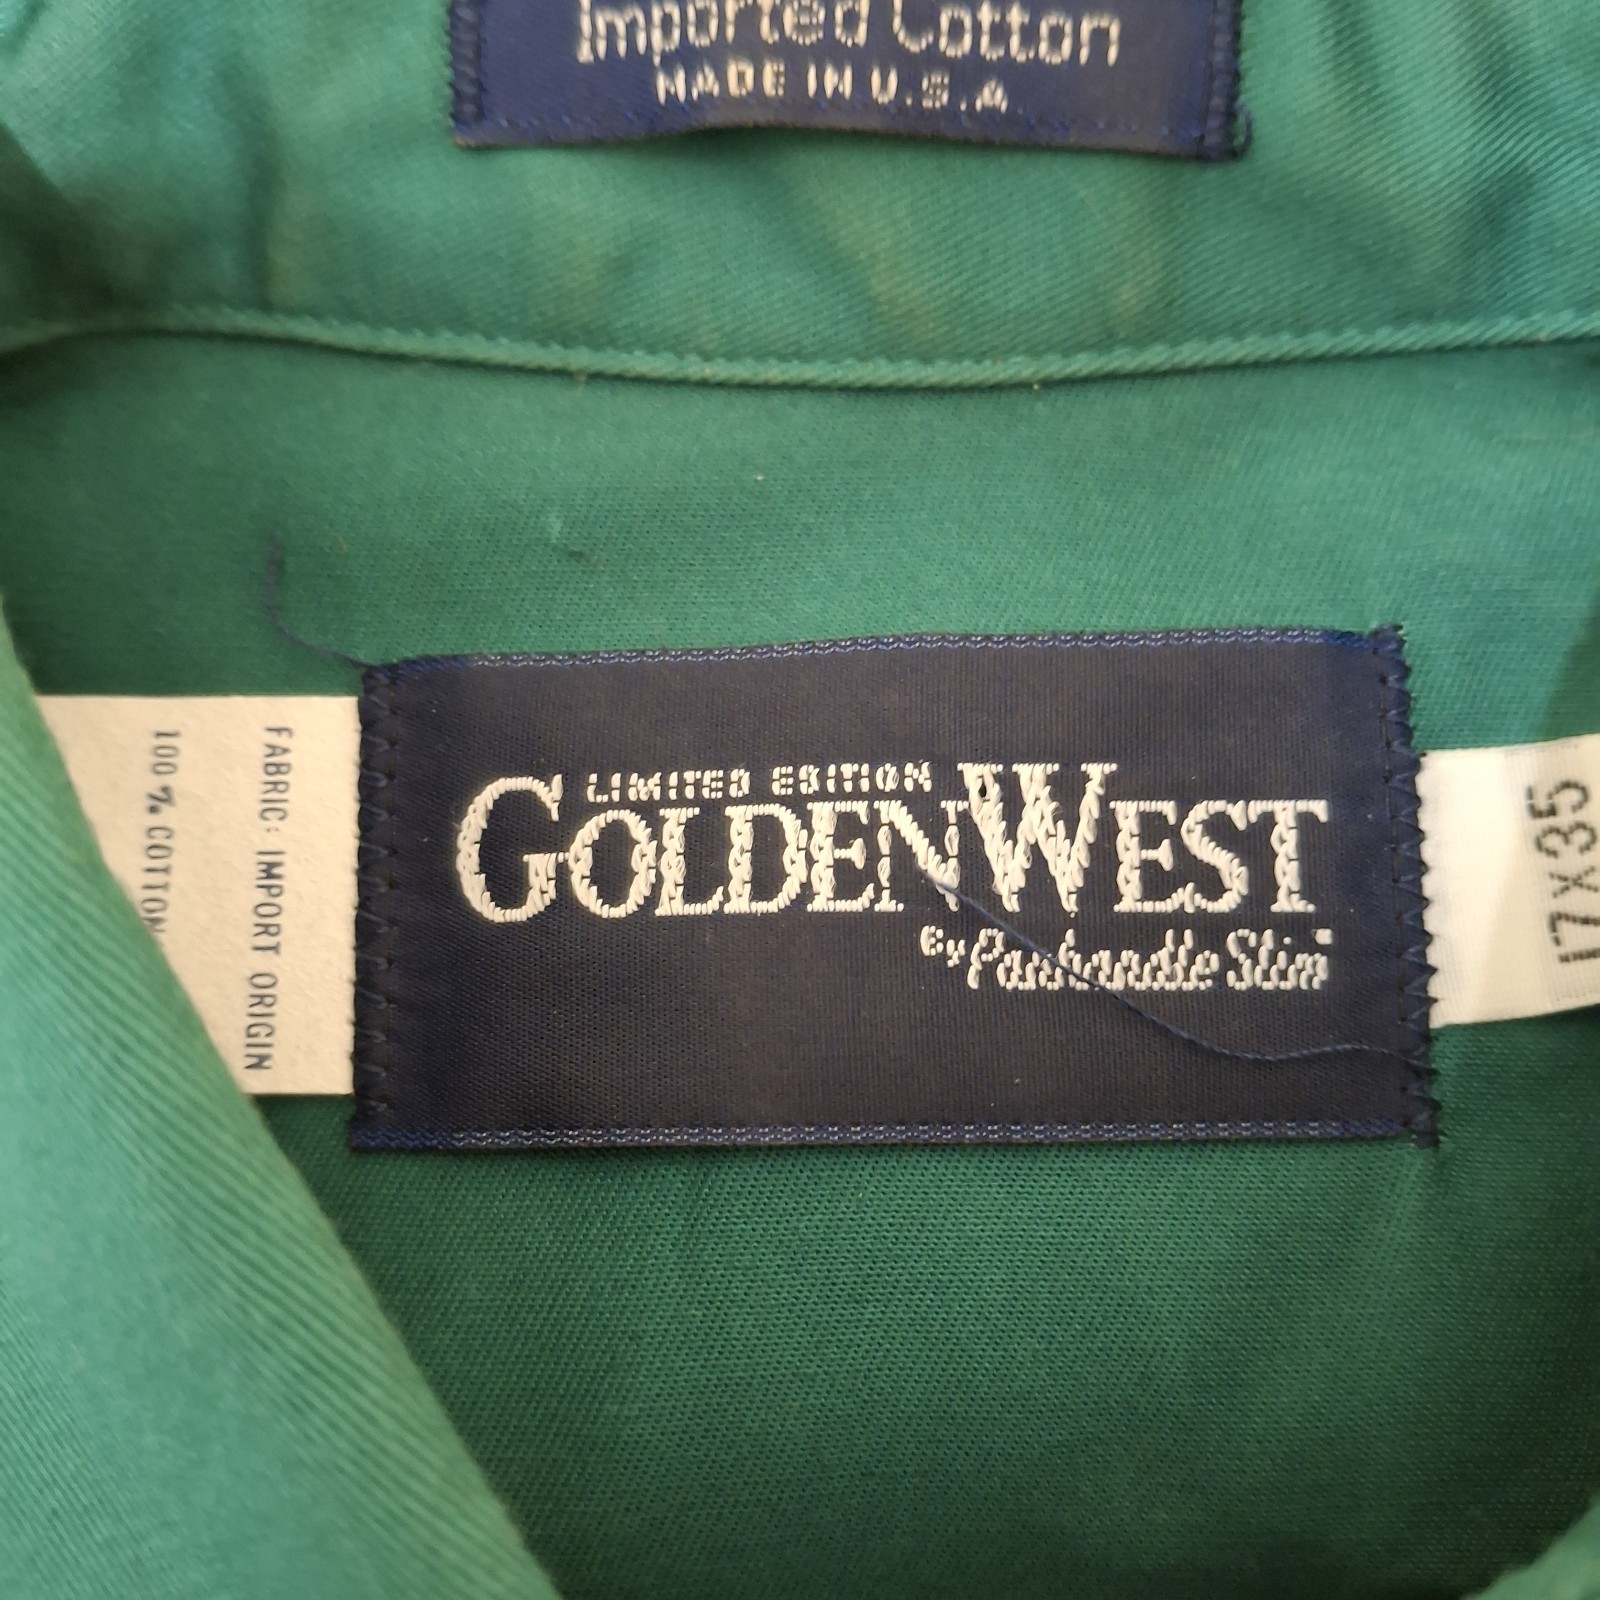 Imported Cotton
MADE IN U.S.A
LIMITED EDITION
GOLDENWEST
By Panhandle Slim
FABRIC: IMPORT ORIGIN
100 % COTTON
17X35